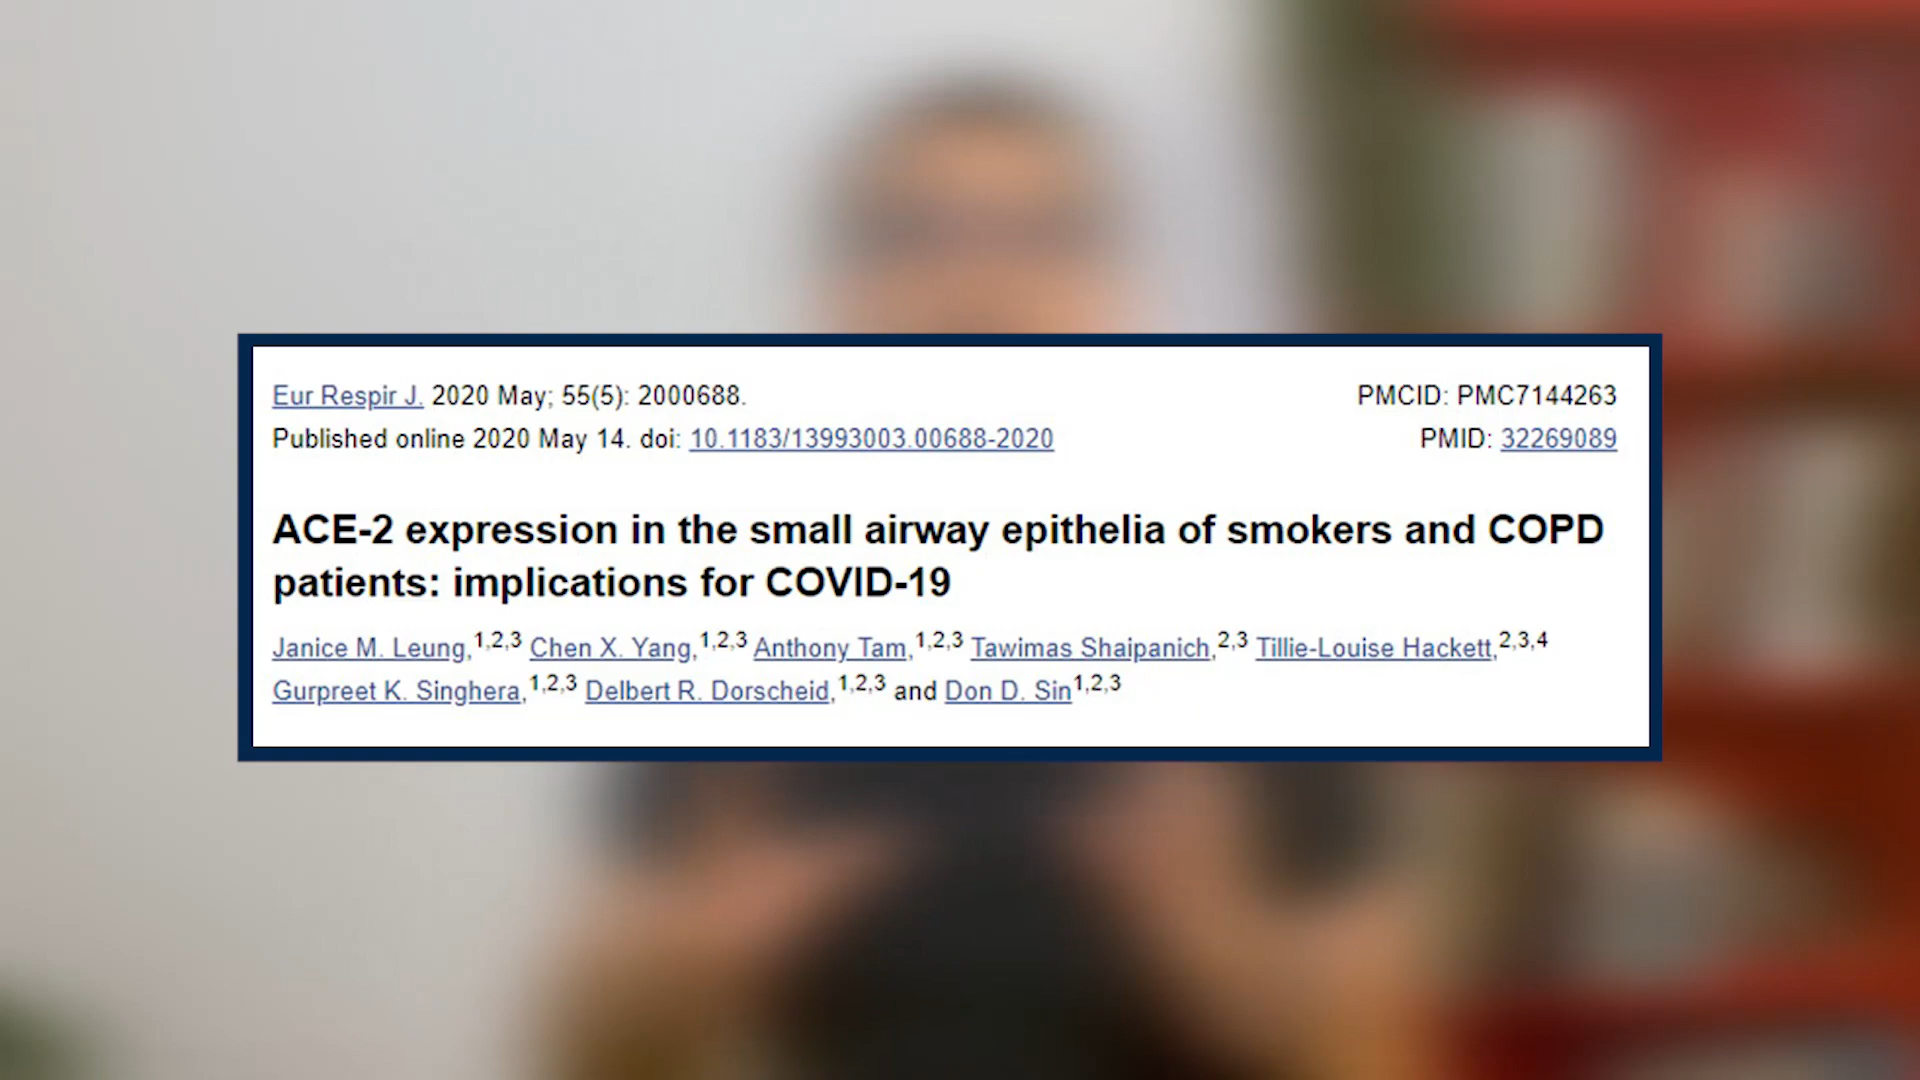 Eur Respir J. 2020 May; 55(5): 2000688. PMCID: PMC7144263
Published online 2020 May 14. doi: 10.1183/13993003.00688-2020 PMID: 32269089
ACE-2 expression in the small airway epithelia of smokers and COPD
patients: implications for COVID-19
Janice M. Leung,1,2,3 Chen X. Yang,1,2,3 Anthony Tam,1,2,3 Tawimas Shaipanich,2,3 Tillie-Louise Hackett,2,3,4
Gurpreet K. Singhera,1,2,3 Delbert R. Dorscheid,1,2,3 and Don D. Sin1,2,3